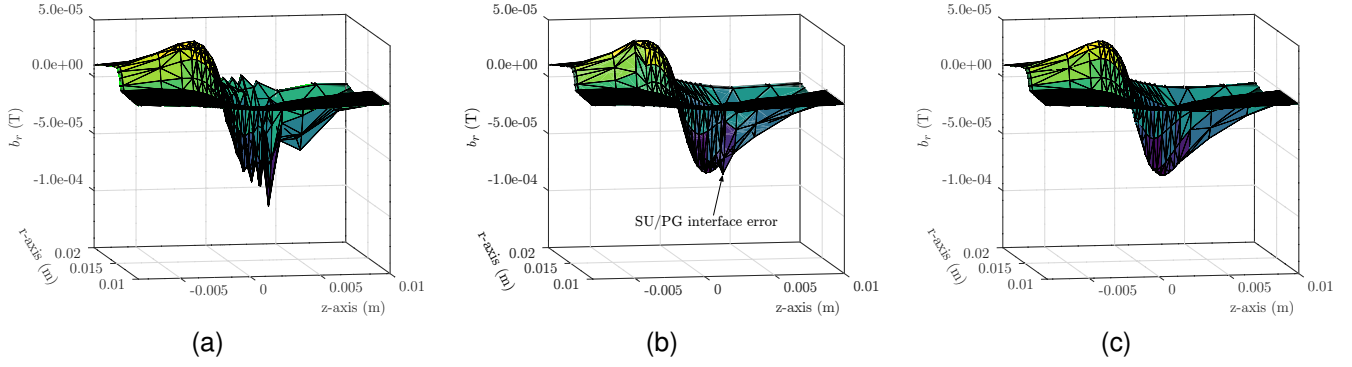 5.0e-05
0.0e+00
-5.0e-05
-1.0e-04
b_r (T)
r-axis (m)
0.02
0.015
0.01
-0.005
0
0.005
0.01
z-axis (m)
(a)
5.0e-05
0.0e+00
-5.0e-05
-1.0e-04
b_r (T)
SU/PG interface error
r-axis (m)
0.02
0.015
0.01
-0.005
0
0.005
0.01
z-axis (m)
(b)
5.0e-05
0.0e+00
-5.0e-05
-1.0e-04
b_r (T)
r-axis (m)
0.02
0.015
0.01
-0.005
0
0.005
0.01
z-axis (m)
(c)